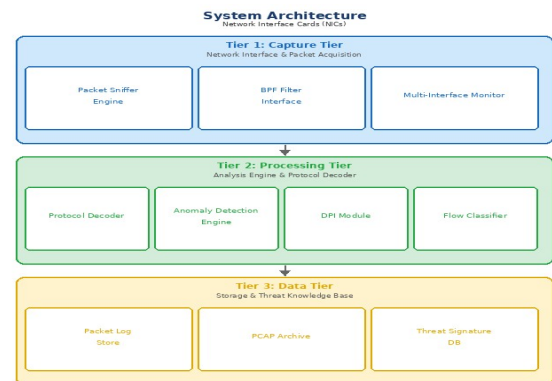 System Architecture
Network Interface Cards (NICs)
Tier 1: Capture Tier
Network Interface & Packet Acquisition
Packet Sniffer
Engine
BPF Filter
Interface
Multi-Interface Monitor
Tier 2: Processing Tier
Analysis Engine & Protocol Decoder
Protocol Decoder
Anomaly Detection
Engine
DPI Module
Flow Classifier
Tier 3: Data Tier
Storage & Threat Knowledge Base
Packet Log
Store
PCAP Archive
Threat Signature
DB